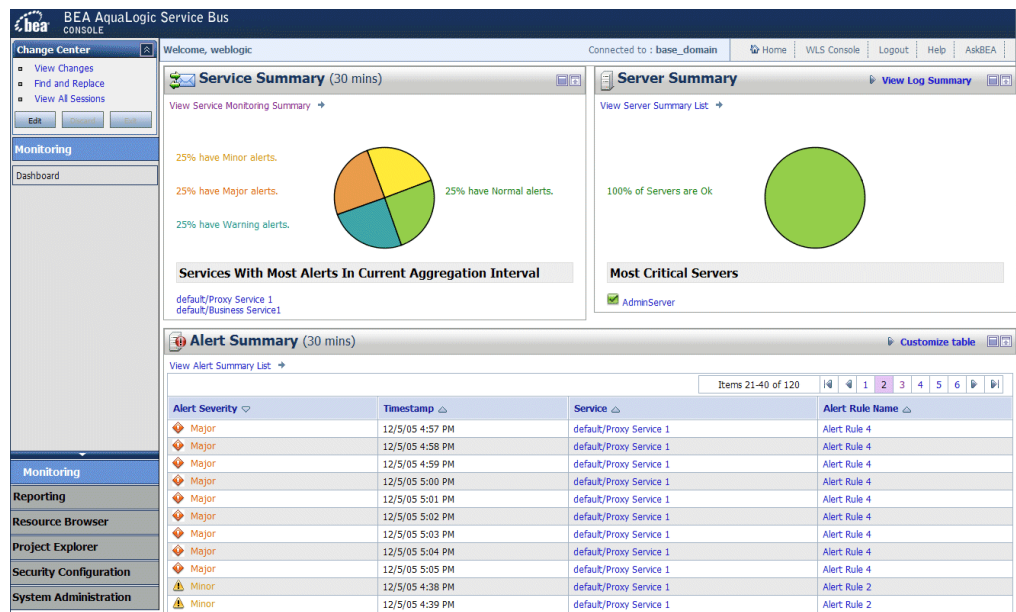 bea
BEA AquaLogic Service Bus
CONSOLE
Change Center
View Changes
Find and Replace
View All Sessions
Edit
Monitoring
Dashboard
Monitoring
Reporting
Resource Browser
Project Explorer
Security Configuration
System Administration
Welcome, weblogic
Connected to : base_domain
Home
WLS Console
Logout
Help
AskBEA
Service Summary (30 mins)
View Service Monitoring Summary
25% have Minor alerts.
25% have Major alerts.
25% have Normal alerts.
25% have Warning alerts.
Services With Most Alerts In Current Aggregation Interval
default/Proxy Service 1
default/Business Service1
Server Summary
View Log Summary
View Server Summary List
100% of Servers are Ok
Most Critical Servers
AdminServer
Alert Summary (30 mins)
Customize table
View Alert Summary List
Items 21-40 of 120 1 2 3 4 5 6
Alert Severity Timestamp Service Alert Rule Name
Major 12/5/05 4:57 PM default/Proxy Service 1 Alert Rule 4
Major 12/5/05 4:58 PM default/Proxy Service 1 Alert Rule 4
Major 12/5/05 4:59 PM default/Proxy Service 1 Alert Rule 4
Major 12/5/05 5:00 PM default/Proxy Service 1 Alert Rule 4
Major 12/5/05 5:01 PM default/Proxy Service 1 Alert Rule 4
Major 12/5/05 5:02 PM default/Proxy Service 1 Alert Rule 4
Major 12/5/05 5:03 PM default/Proxy Service 1 Alert Rule 4
Major 12/5/05 5:04 PM default/Proxy Service 1 Alert Rule 4
Major 12/5/05 5:05 PM default/Proxy Service 1 Alert Rule 4
Minor 12/5/05 4:38 PM default/Proxy Service 1 Alert Rule 2
Minor 12/5/05 4:39 PM default/Proxy Service 1 Alert Rule 2